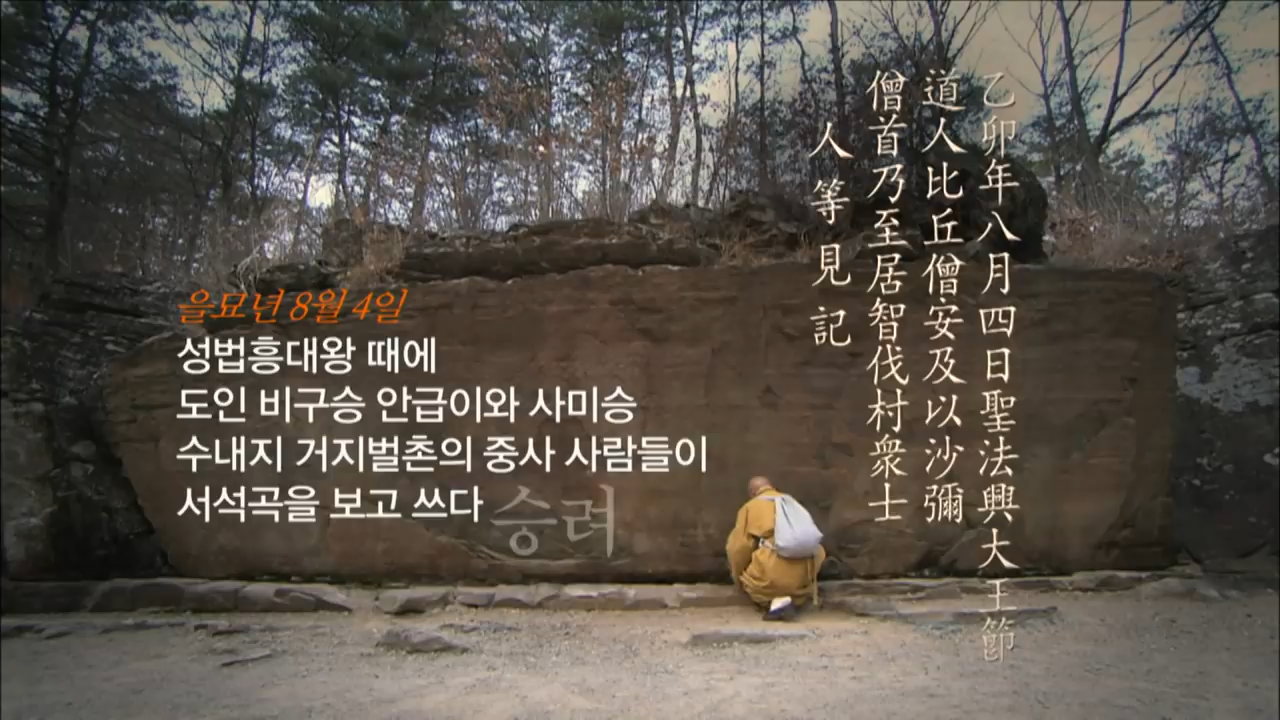 乙卯年八月四日聖法興大王節
道人比丘僧安及以沙彌
僧首乃至居智伐村衆士
人等見記
을묘년 8월 4일
성법흥대왕 때에
도인 비구승 안급이와 사미승
수내지 거지벌촌의 중사 사람들이
서석곡을 보고 쓰다
승려